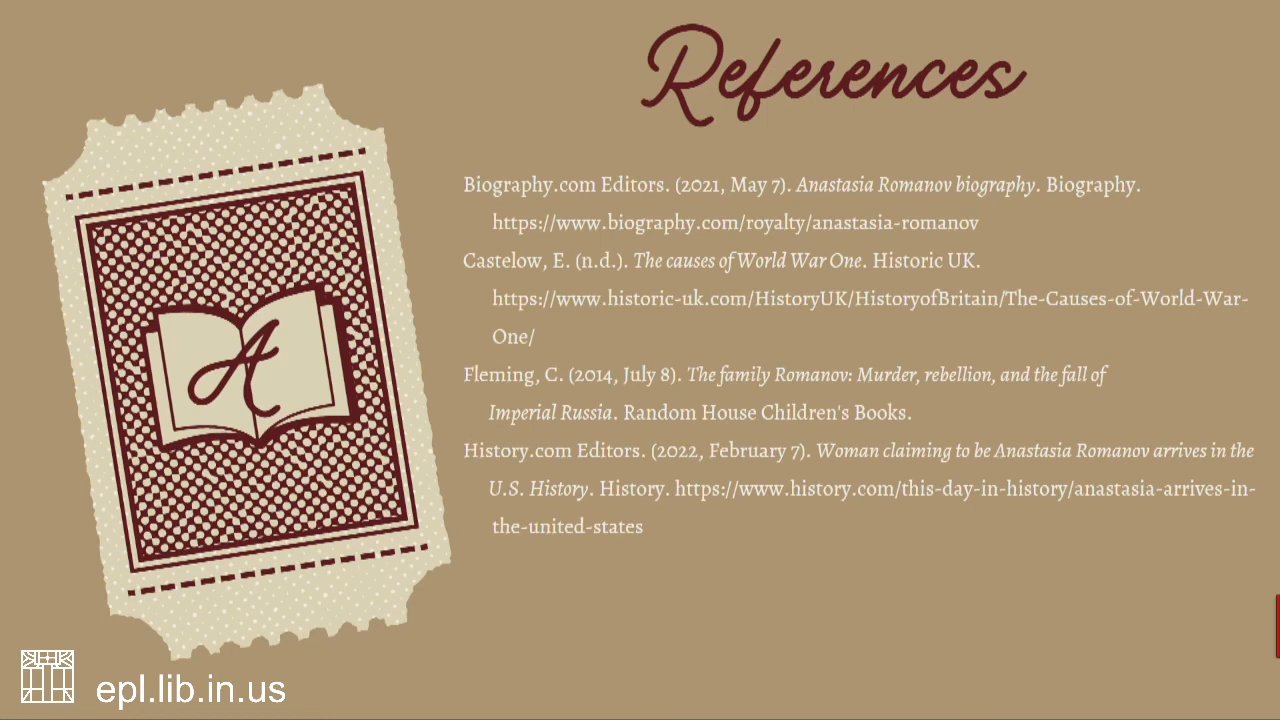 References
Biography.com Editors. (2021, May 7). Anastasia Romanov biography. Biography.
https://www.biography.com/royalty/anastasia-romanov
Castelow, E. (n.d.). The causes of World War One. Historic UK.
https://www.historic-uk.com/HistoryUK/HistoryofBritain/The-Causes-of-World-War-
One/
Fleming, C. (2014, July 8). The family Romanov: Murder, rebellion, and the fall of
Imperial Russia. Random House Children's Books.
History.com Editors. (2022, February 7). Woman claiming to be Anastasia Romanov arrives in the
U.S. History. History. https://www.history.com/this-day-in-history/anastasia-arrives-in-
the-united-states
A
epl.lib.in.us